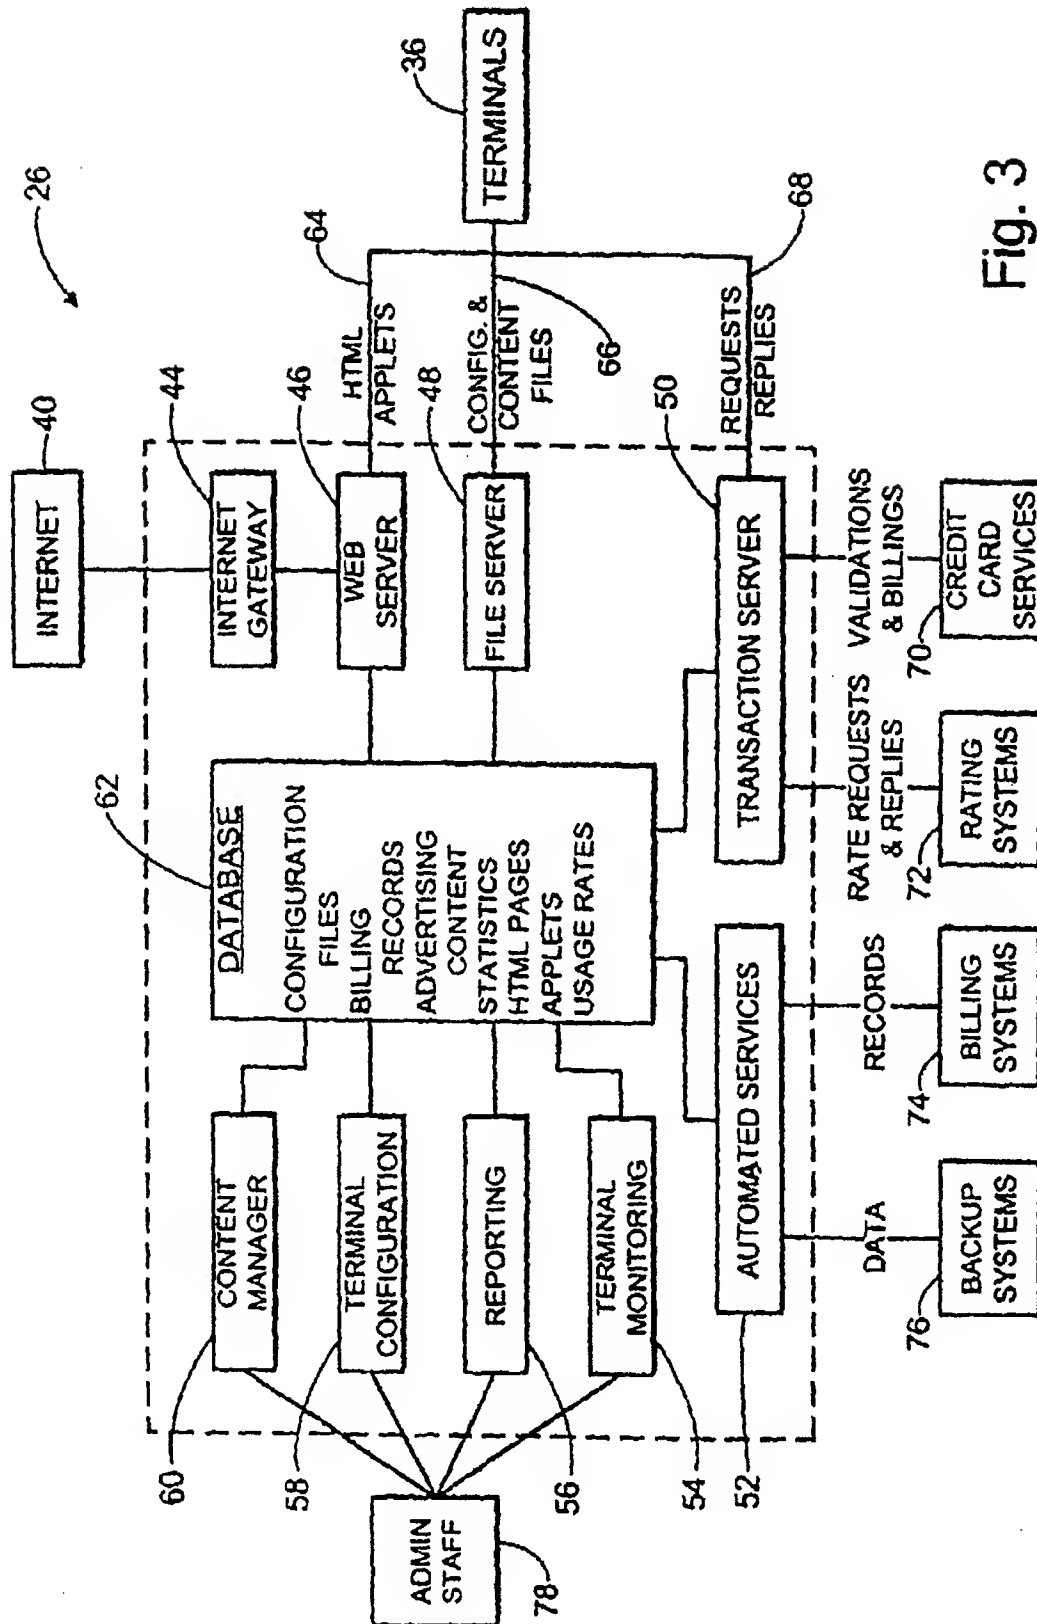 26
40
INTERNET
44
INTERNET
GATEWAY
46
WEB
SERVER
64
HTML
APPLETS
36
TERMINALS
48
FILE SERVER
CONFIG. &
CONTENT
FILES
66
62
DATABASE
CONFIGURATION
FILES
BILLING
RECORDS
ADVERTISING
CONTENT
STATISTICS
HTML PAGES
APPLETS
USAGE RATES
60
CONTENT
MANAGER
58
TERMINAL
CONFIGURATION
56
REPORTING
54
TERMINAL
MONITORING
78
ADMIN
STAFF
52
AUTOMATED SERVICES
50
TRANSACTION SERVER
REQUESTS
REPLIES
68
DATA
76
BACKUP
SYSTEMS
RECORDS
74
BILLING
SYSTEMS
RATE REQUESTS
& REPLIES
72
RATING
SYSTEMS
VALIDATIONS
& BILLINGS
70
CREDIT
CARD
SERVICES
Fig. 3